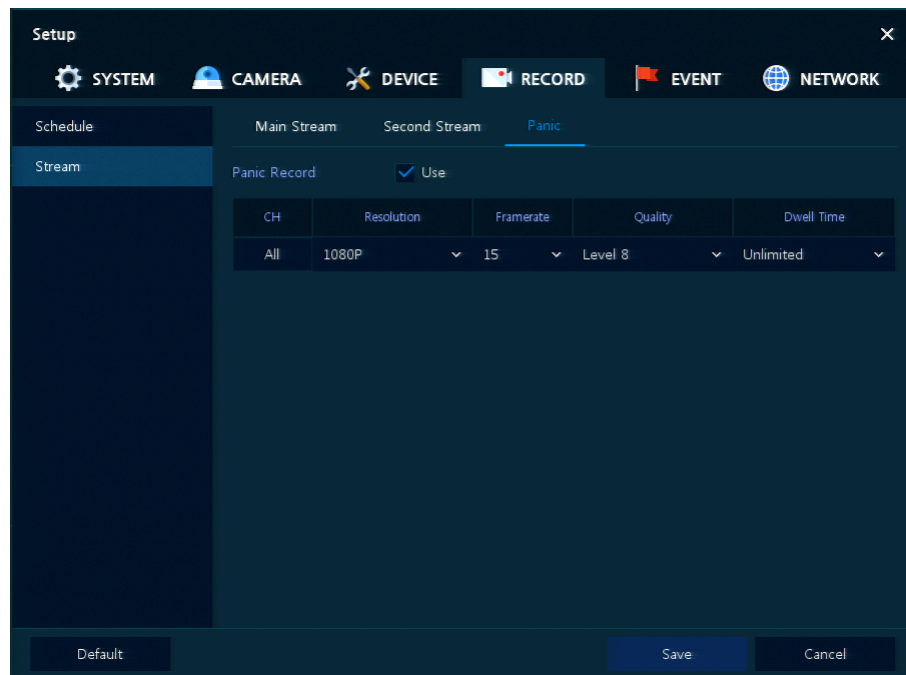 Setup
SYSTEM CAMERA DEVICE RECORD EVENT NETWORK
Schedule
Stream
Main Stream Second Stream Panic
Panic Record Use
CH Resolution Framerate Quality Dwell Time
All 1080P 15 Level 8 Unlimited
Default Save Cancel